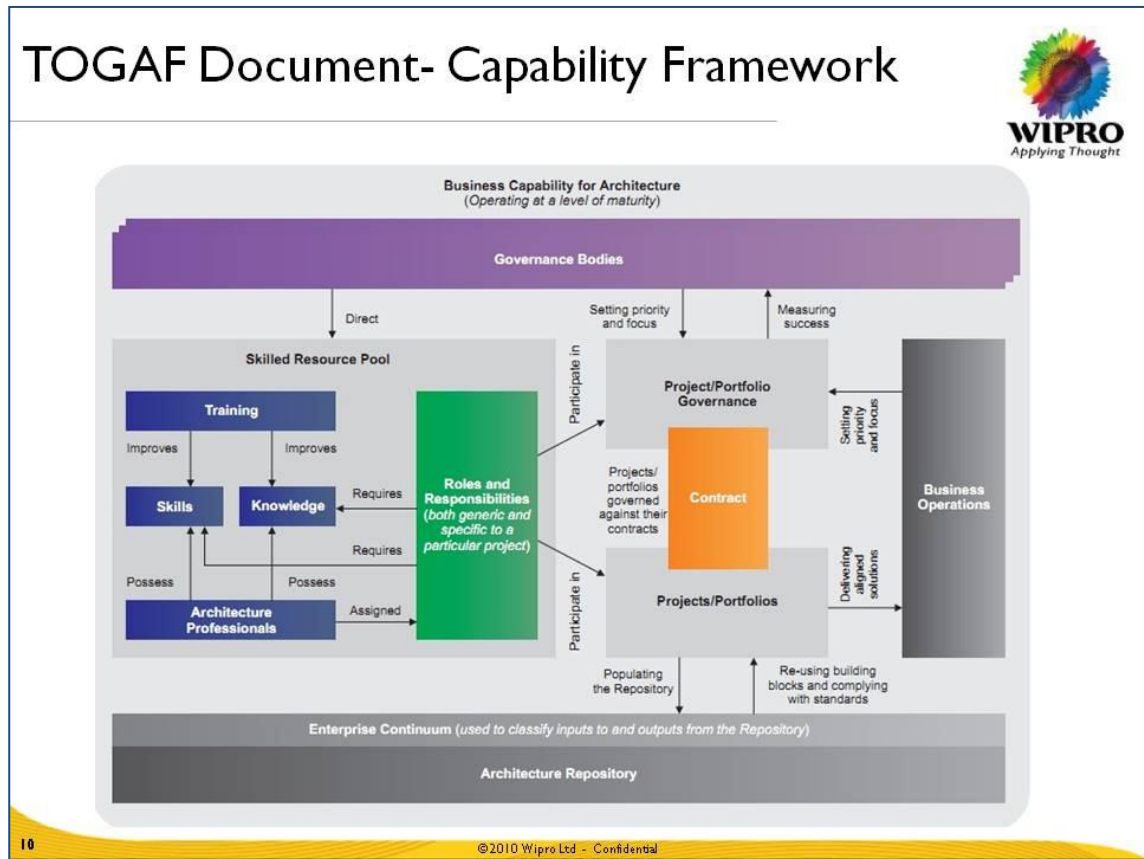 TOGAF Document- Capability Framework
WIPRO
Applying Thought
Business Capability for Architecture
(Operating at a level of maturity)
Governance Bodies
Direct
Setting priority
and focus
Measuring
success
Skilled Resource Pool
Training
Improves
Improves
Skills
Knowledge
Requires
Requires
Possess
Possess
Architecture
Professionals
Assigned
Roles and
Responsibilities
(both generic and
specific to a
particular project)
Participate in
Participate in
Project/Portfolio
Governance
Projects/
portfolios
governed
against their
contracts
Contract
Projects/Portfolios
Setting
priority
and focus
Delivering
aligned
solutions
Business
Operations
Populating
the Repository
Re-using building
blocks and complying
with standards
Enterprise Continuum (used to classify inputs to and outputs from the Repository)
Architecture Repository
10
©2010 Wipro Ltd - Confidential